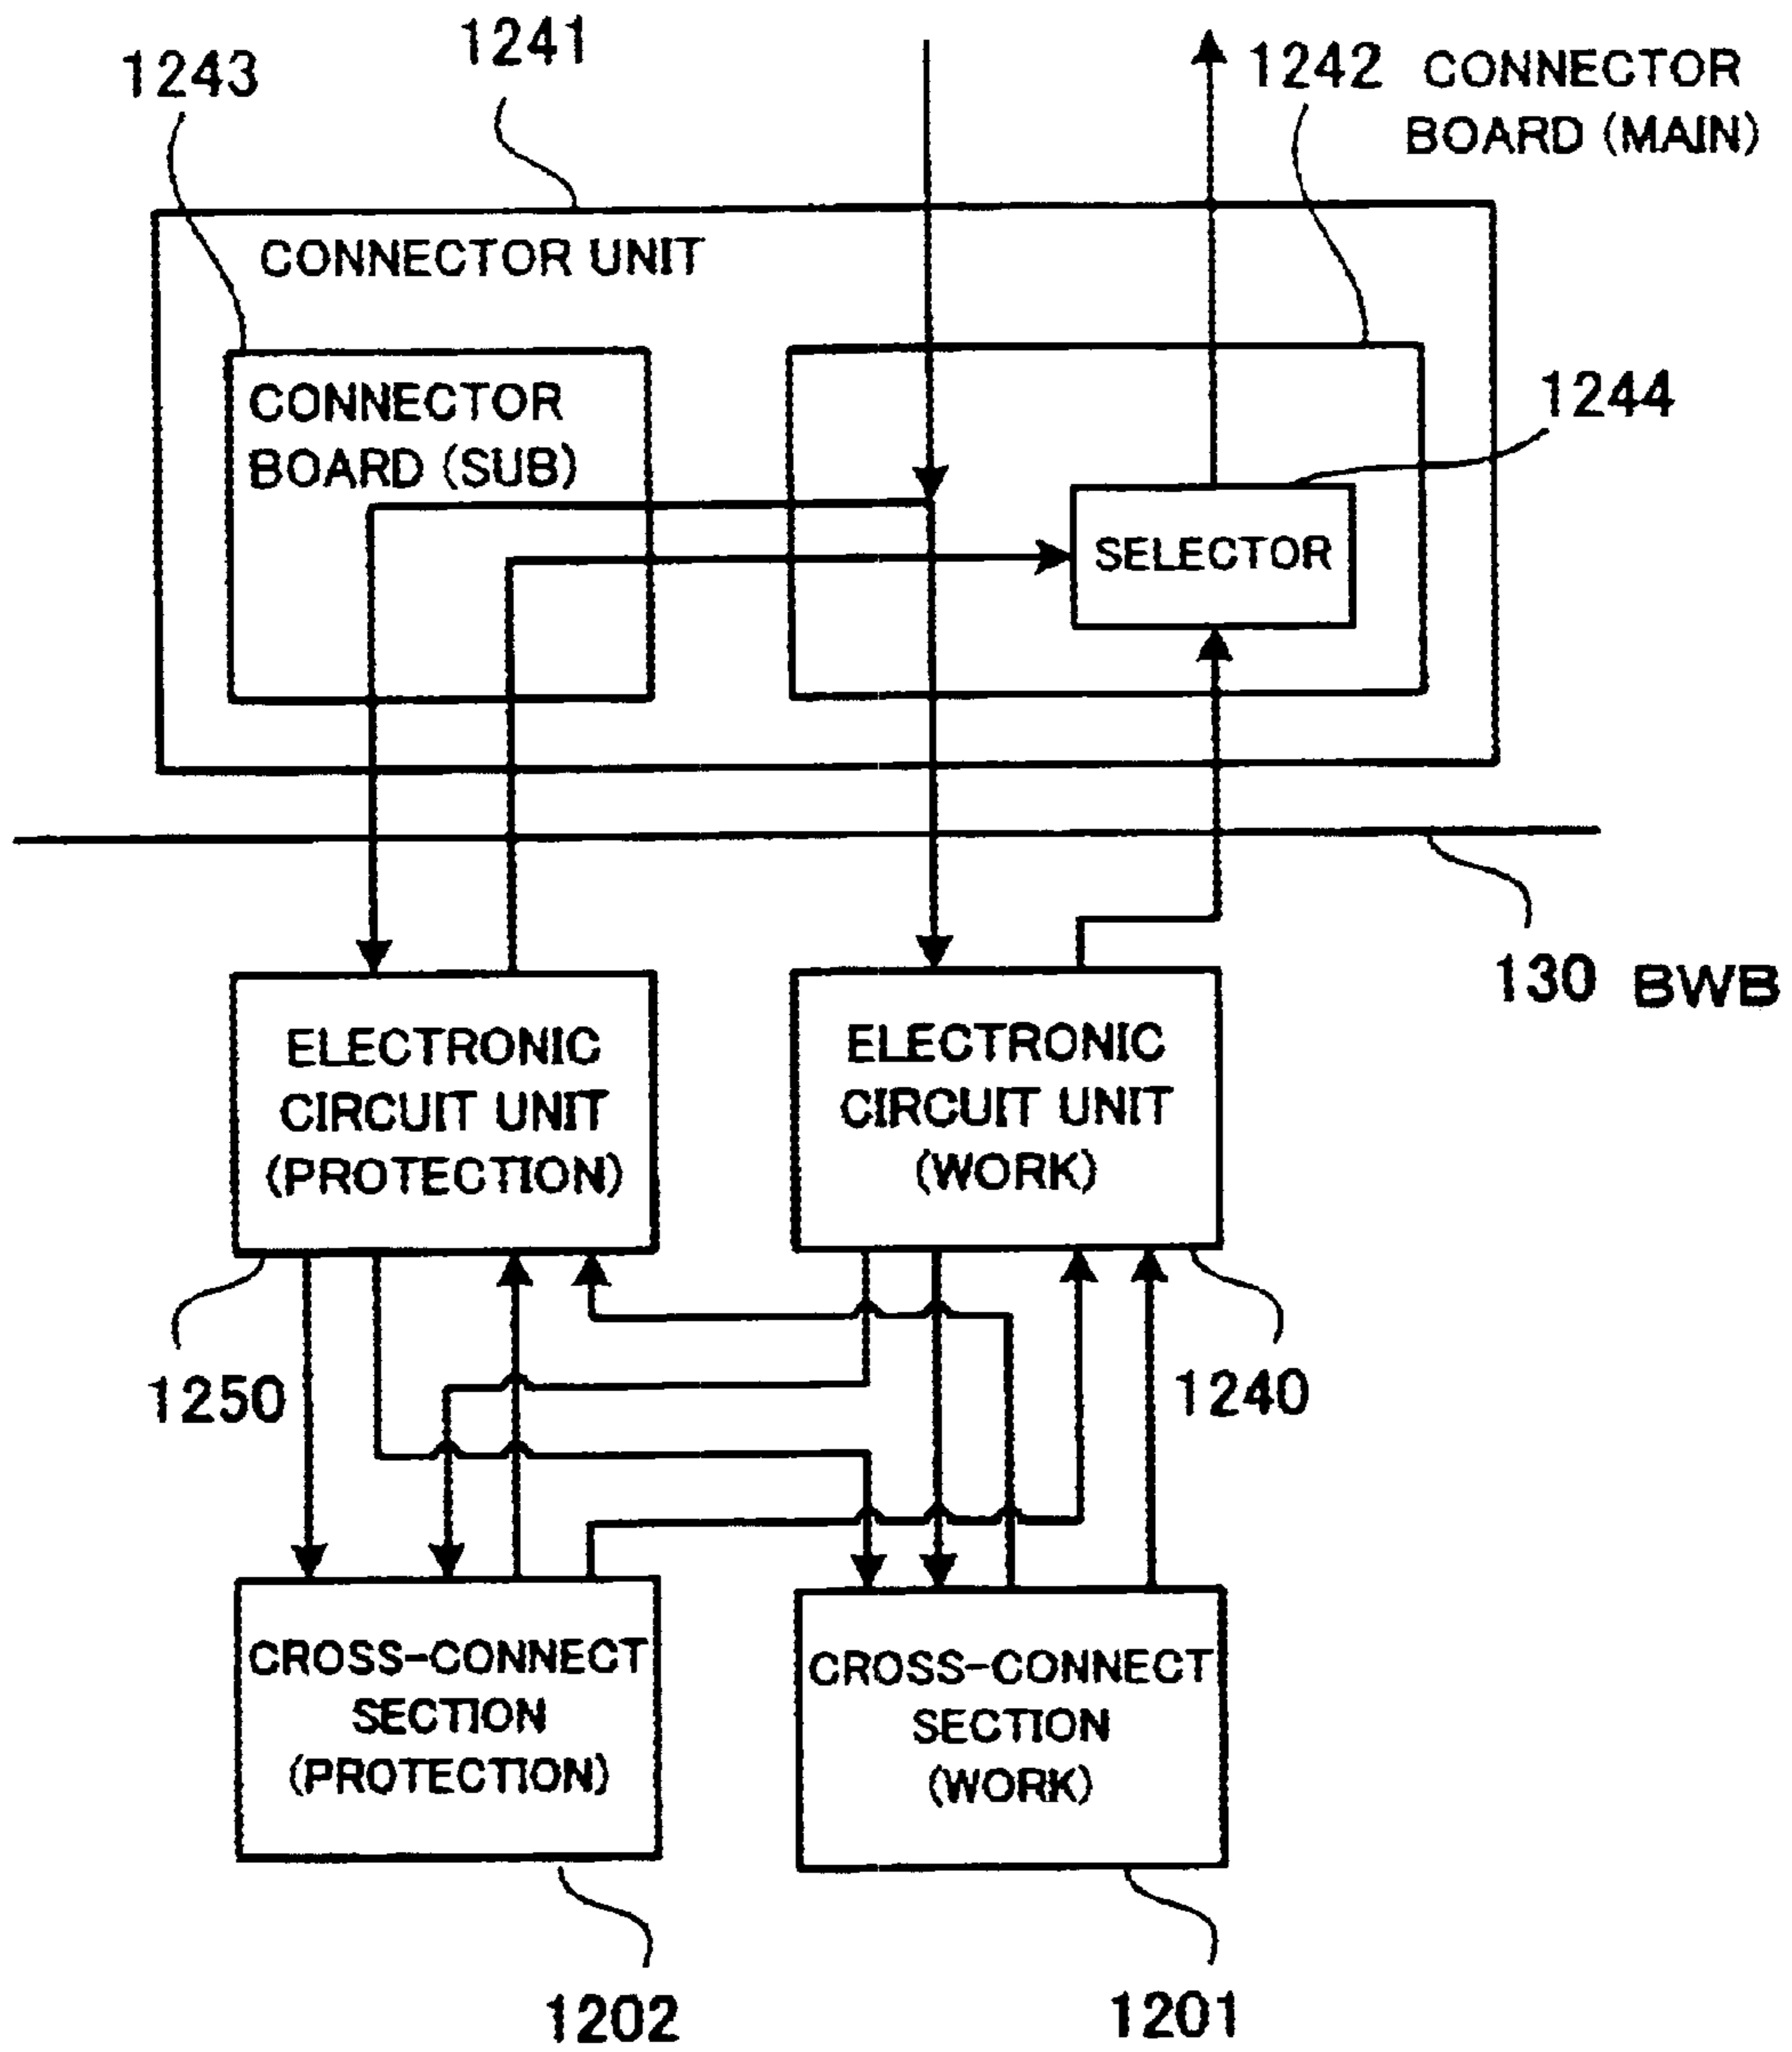 1241
1243
1242 CONNECTOR
BOARD (MAIN)
CONNECTOR UNIT
CONNECTOR
BOARD (SUB)
1244
SELECTOR
130 BWB
ELECTRONIC
CIRCUIT UNIT
(PROTECTION)
ELECTRONIC
CIRCUIT UNIT
(WORK)
1250
1240
CROSS-CONNECT
SECTION
(PROTECTION)
CROSS-CONNECT
SECTION
(WORK)
1202
1201